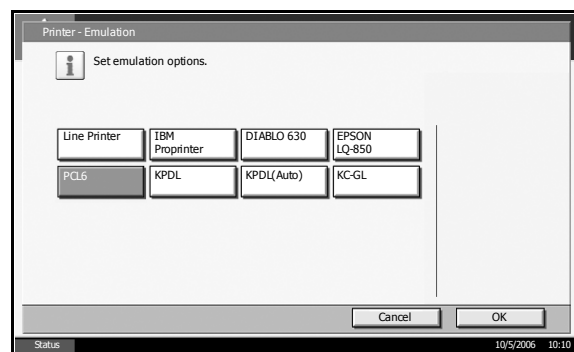 Printer - Emulation
Set emulation options.
Line Printer
IBM
Proprinter
DIABLO 630
EPSON
LQ-850
PCL6
KPDL
KPDL(Auto)
KC-GL
Cancel
OK
Status
10/5/2006 10:10